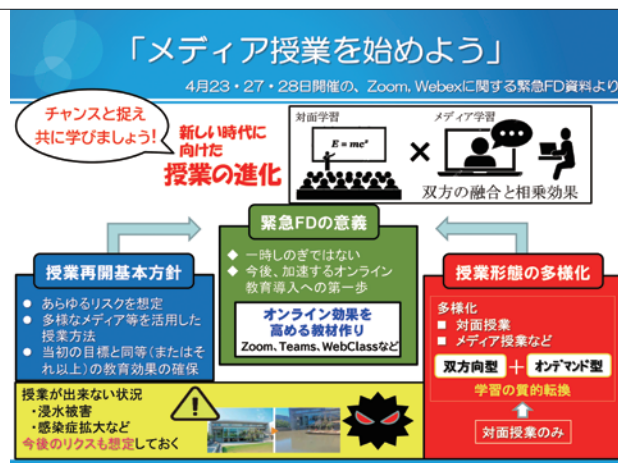 「メディア授業を始めよう」
4月23・27・28日開催の、Zoom, Webexに関する緊急FD資料より
チャンスと捉え
共に学びましょう!
新しい時代に
向けた
授業の進化
対面学習
メディア学習
E = mc²
×
双方の融合と相乗効果
緊急FDの意義
◆ 一時しのぎではない
◆ 今後、加速するオンライン
教育導入への第一歩
オンライン効果を
高める教材作り
Zoom、Teams、WebClassなど
授業再開基本方針
● あらゆるリスクを想定
● 多様なメディア等を活用した
授業方法
● 当初の目標と同等(またはそ
れ以上)の教育効果の確保
授業形態の多様化
多様化
■ 対面授業
■ メディア授業など
双方向型 + オンデマンド型
学習の質的転換
対面授業のみ
授業が出来ない状況
・浸水被害
・感染症拡大など
今後のリクスも想定しておく